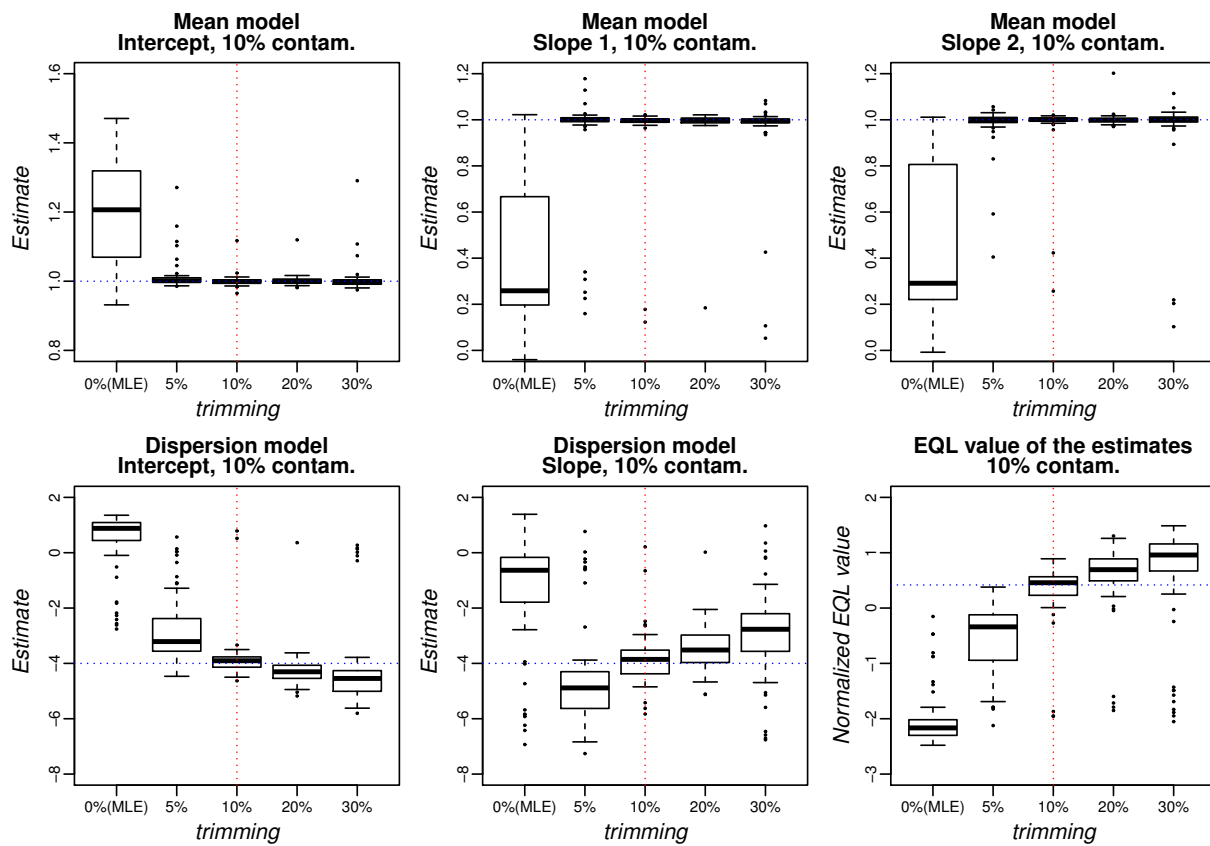 Mean model
Intercept, 10% contam.
Estimate
1.6
1.4
1.2
1.0
0.8
0%(MLE) 5% 10% 20% 30%
trimming
Mean model
Slope 1, 10% contam.
Estimate
1.2
1.0
0.8
0.6
0.4
0.2
0.0
0%(MLE) 5% 10% 20% 30%
trimming
Mean model
Slope 2, 10% contam.
Estimate
1.2
1.0
0.8
0.6
0.4
0.2
0.0
0%(MLE) 5% 10% 20% 30%
trimming
Dispersion model
Intercept, 10% contam.
Estimate
2
0
−2
−4
−6
−8
0%(MLE) 5% 10% 20% 30%
trimming
Dispersion model
Slope, 10% contam.
Estimate
2
0
−2
−4
−6
−8
0%(MLE) 5% 10% 20% 30%
trimming
EQL value of the estimates
10% contam.
Normalized EQL value
2
1
0
−1
−2
−3
0%(MLE) 5% 10% 20% 30%
trimming